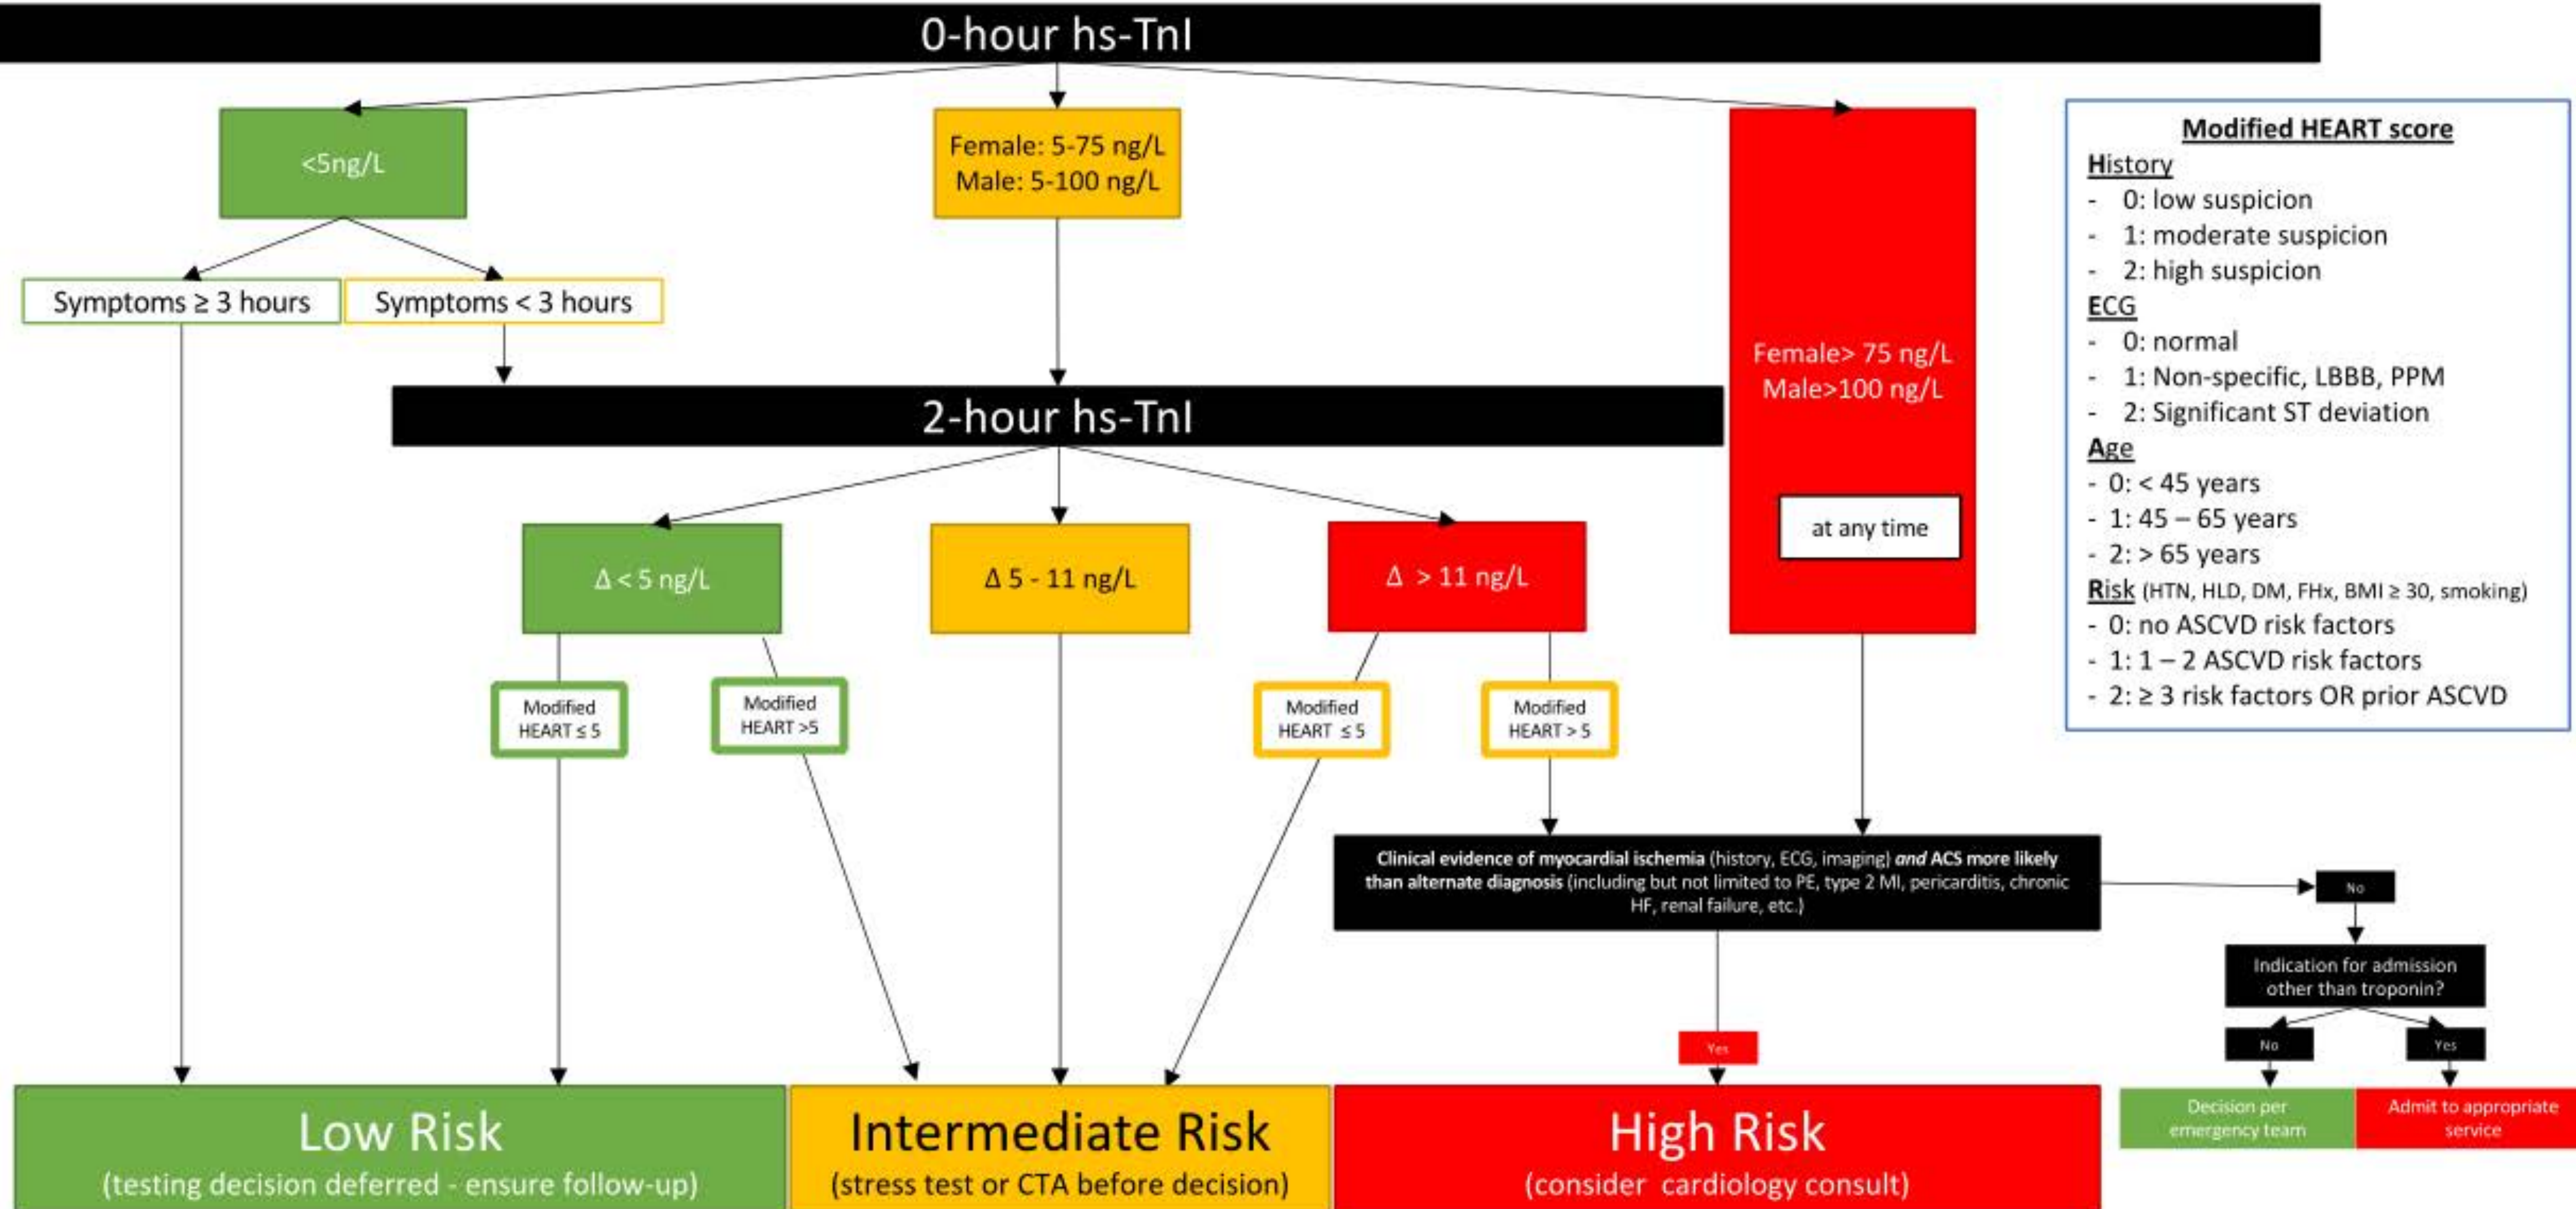 0-hour hs-TnI
<5ng/L
Female: 5-75 ng/L
Male: 5-100 ng/L
Female> 75 ng/L
Male>100 ng/L
at any time
Symptoms ≥ 3 hours
Symptoms < 3 hours
2-hour hs-TnI
Δ < 5 ng/L
Δ 5 - 11 ng/L
Δ > 11 ng/L
Modified
HEART ≤ 5
Modified
HEART >5
Modified
HEART ≤ 5
Modified
HEART > 5
Clinical evidence of myocardial ischemia (history, ECG, imaging) and ACS more likely
than alternate diagnosis (including but not limited to PE, type 2 MI, pericarditis, chronic
HF, renal failure, etc.)
No
Indication for admission
other than troponin?
No
Yes
Decision per
emergency team
Admit to appropriate
service
Yes
Low Risk
(testing decision deferred - ensure follow-up)
Intermediate Risk
(stress test or CTA before decision)
High Risk
(consider cardiology consult)
Modified HEART score
History
- 0: low suspicion
- 1: moderate suspicion
- 2: high suspicion
ECG
- 0: normal
- 1: Non-specific, LBBB, PPM
- 2: Significant ST deviation
Age
- 0: < 45 years
- 1: 45 – 65 years
- 2: > 65 years
Risk (HTN, HLD, DM, FHx, BMI ≥ 30, smoking)
- 0: no ASCVD risk factors
- 1: 1 – 2 ASCVD risk factors
- 2: ≥ 3 risk factors OR prior ASCVD